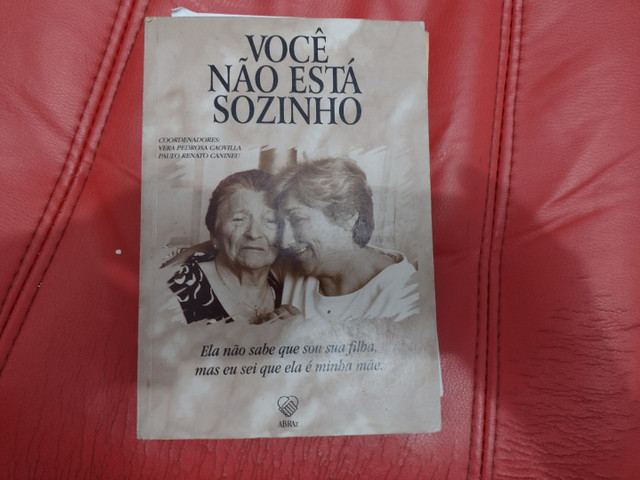 VOCÊ
NÃO ESTÁ
SOZINHO
COORDENADORES:
VERA PEDROSA CAOVILLA
PAULO RENATO CANINEU
Ela não sabe que sou sua filha,
mas eu sei que ela é minha mãe.
ABRAz